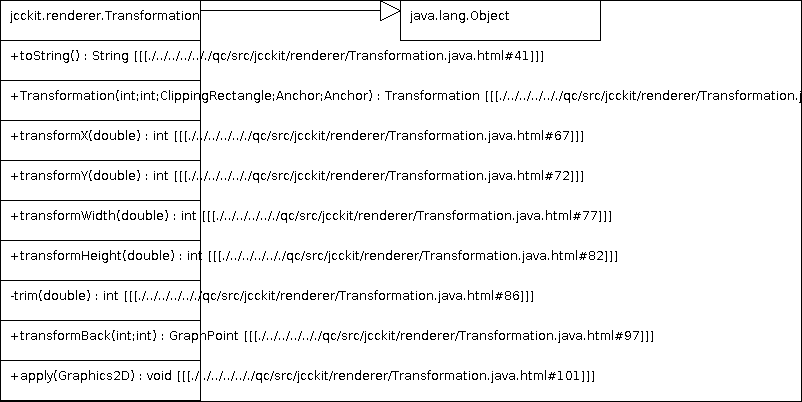 jcckit.renderer.Transformation
java.lang.Object
+toString() : String [[[./../../../../../qc/src/jcckit/renderer/Transformation.java.html#41]]]
+Transformation(int;int;ClippingRectangle;Anchor;Anchor) : Transformation [[[./../../../../../qc/src/jcckit/renderer/Transformation.j
+transformX(double) : int [[[./../../../../../qc/src/jcckit/renderer/Transformation.java.html#67]]]
+transformY(double) : int [[[./../../../../../qc/src/jcckit/renderer/Transformation.java.html#72]]]
+transformWidth(double) : int [[[./../../../../../qc/src/jcckit/renderer/Transformation.java.html#77]]]
+transformHeight(double) : int [[[./../../../../../qc/src/jcckit/renderer/Transformation.java.html#82]]]
-trim(double) : int [[[./../../../../../qc/src/jcckit/renderer/Transformation.java.html#86]]]
+transformBack(int;int) : GraphPoint [[[./../../../../../qc/src/jcckit/renderer/Transformation.java.html#97]]]
+apply(Graphics2D) : void [[[./../../../../../qc/src/jcckit/renderer/Transformation.java.html#101]]]